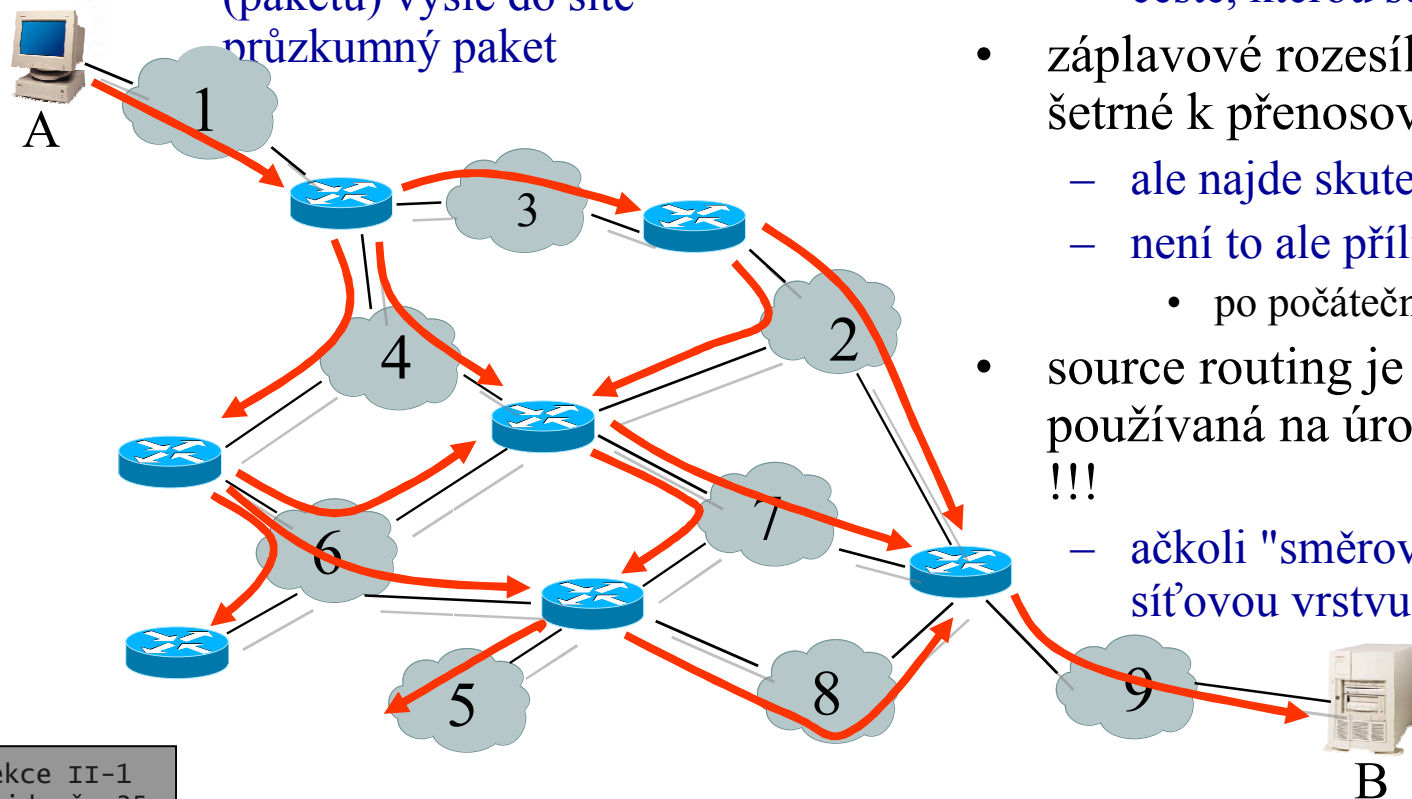 (paketů) vyšle do sítě
průzkumný paket
A
1
3
2
4
7
6
5
8
9
B
• záplavové rozesíl
šetrné k přenosov
– ale najde skute
– není to ale příl
• po počátečn
• source routing je
používaná na úro
!!!
– ačkoli "směrov
síťovou vrstvu
ekce II-1